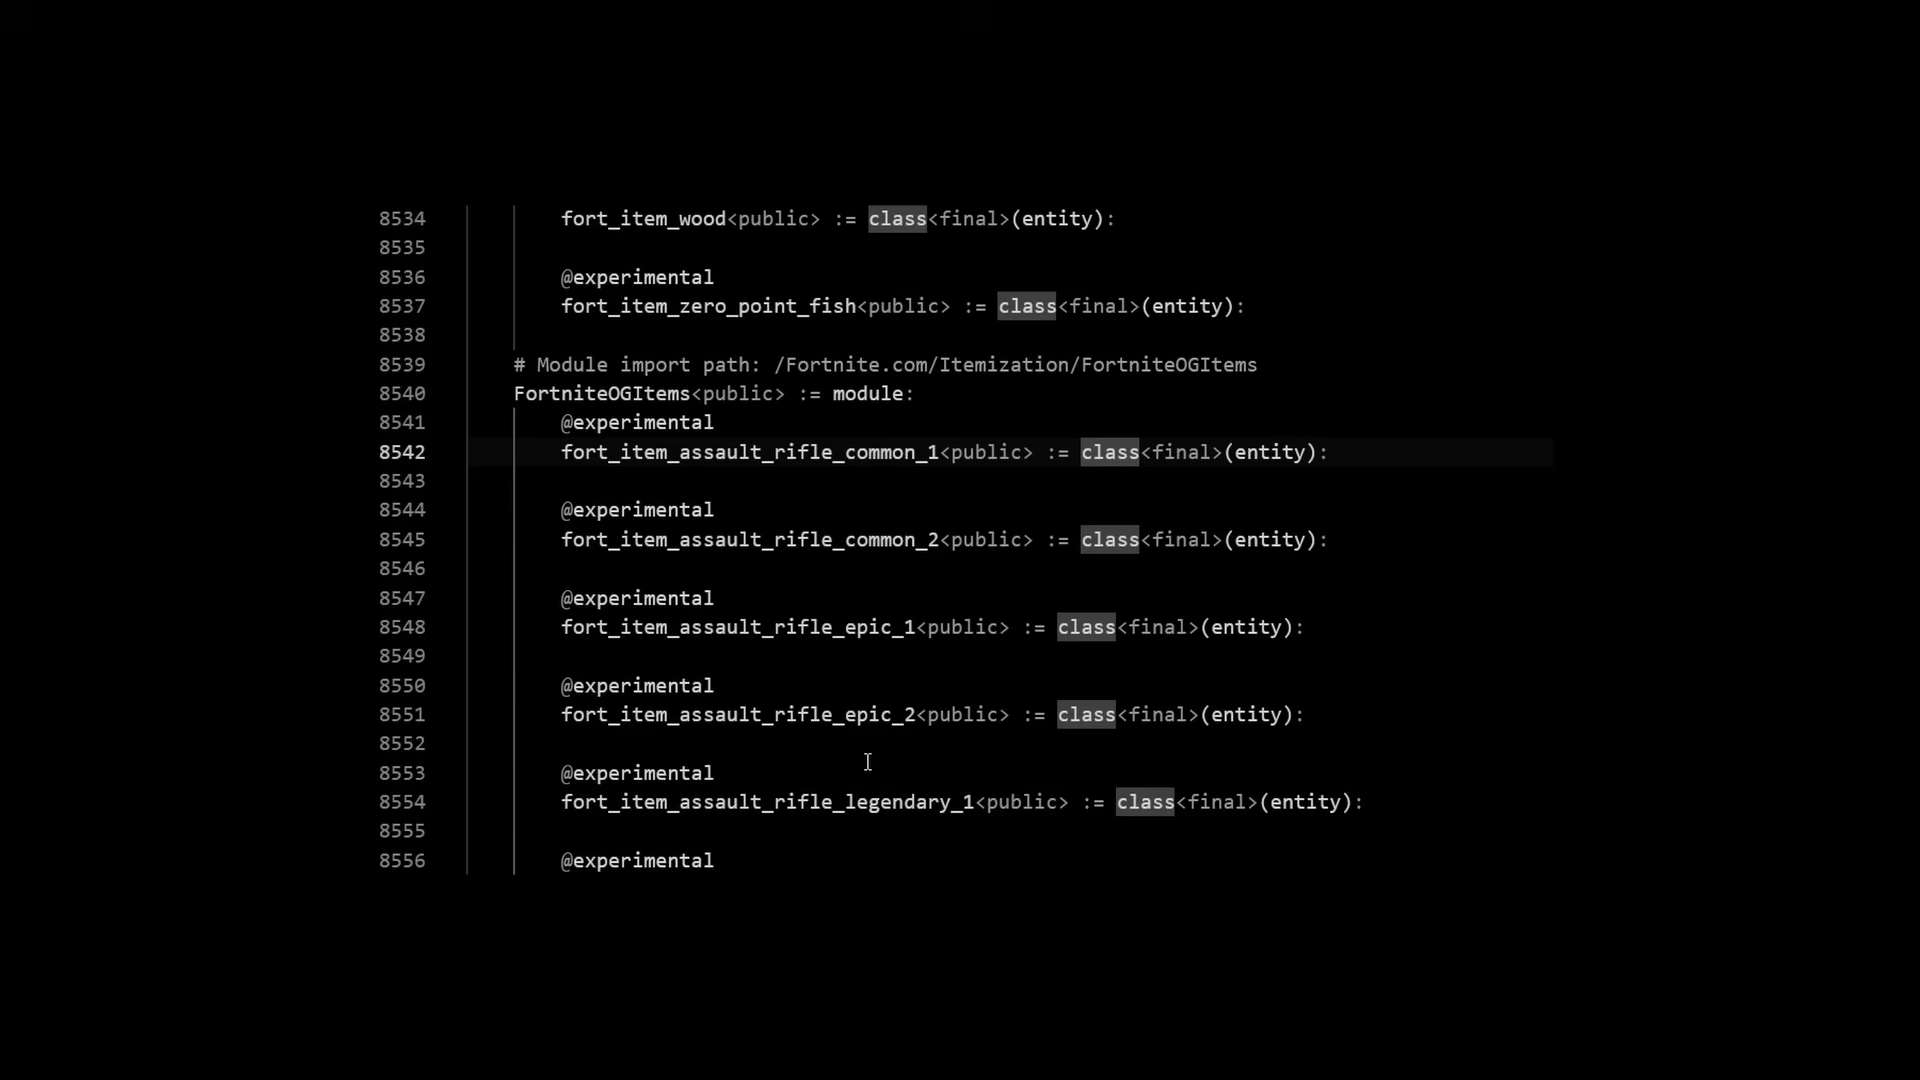 8534 fort_item_wood<public> := class<final>(entity):
8535
8536 @experimental
8537 fort_item_zero_point_fish<public> := class<final>(entity):
8538
8539 # Module import path: /Fortnite.com/Itemization/FortniteOGItems
8540 FortniteOGItems<public> := module:
8541 @experimental
8542 fort_item_assault_rifle_common_1<public> := class<final>(entity):
8543
8544 @experimental
8545 fort_item_assault_rifle_common_2<public> := class<final>(entity):
8546
8547 @experimental
8548 fort_item_assault_rifle_epic_1<public> := class<final>(entity):
8549
8550 @experimental
8551 fort_item_assault_rifle_epic_2<public> := class<final>(entity):
8552
8553 @experimental
8554 fort_item_assault_rifle_legendary_1<public> := class<final>(entity):
8555
8556 @experimental